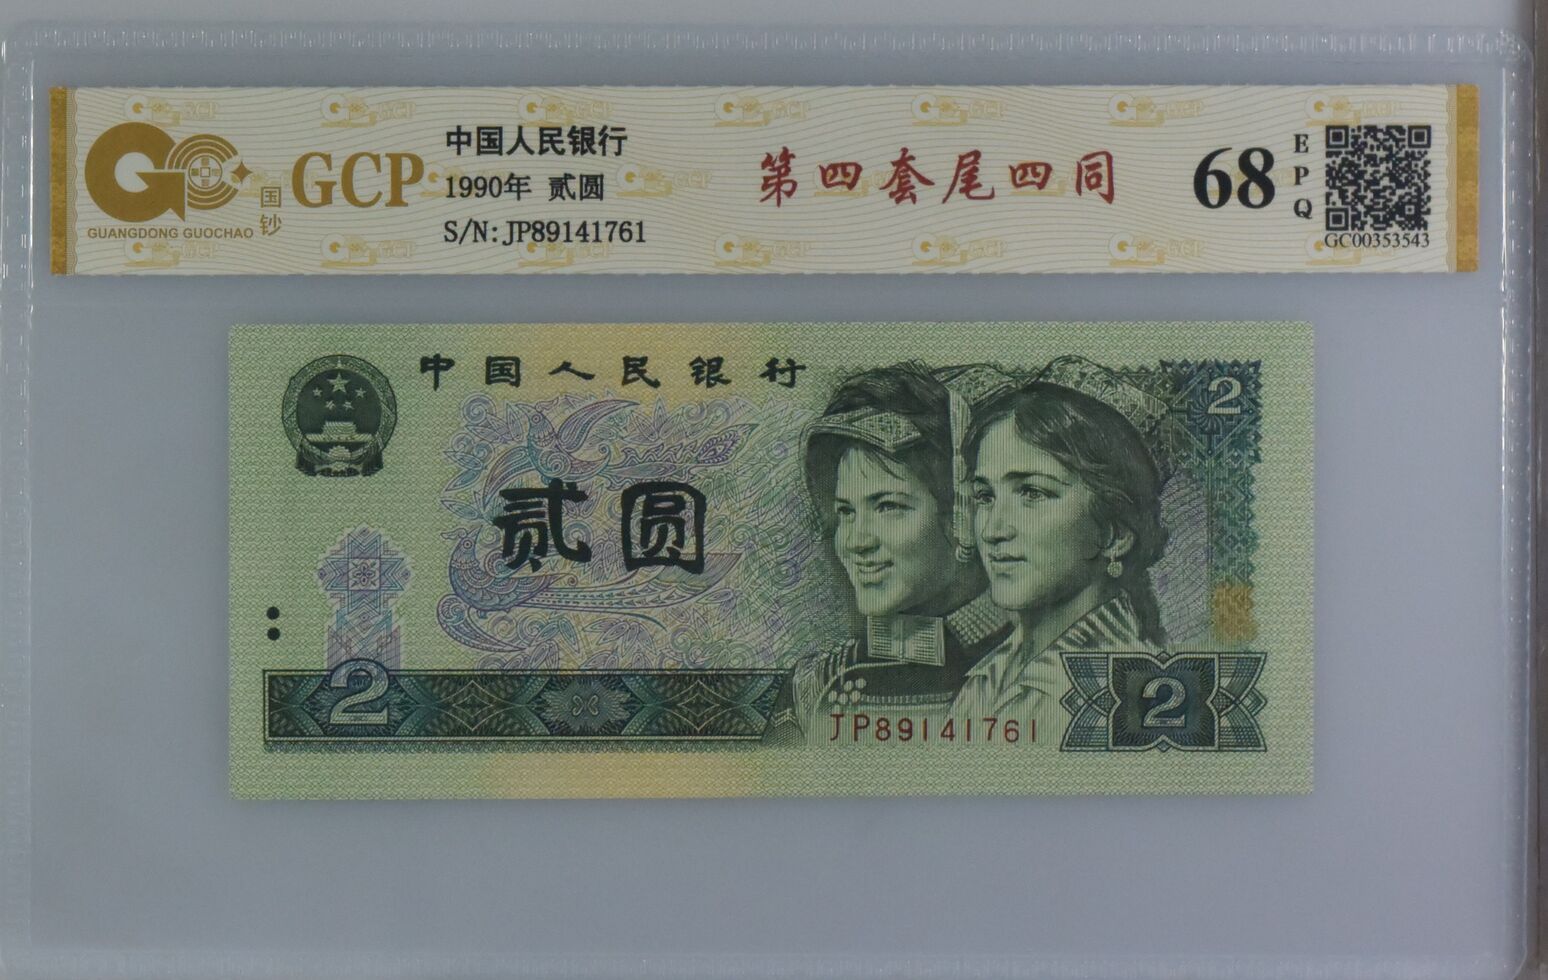 GUANGDONG GUOCHAO
国钞
GCP
中国人民银行
1990年 贰圆
S/N: JP89141761
第四套尾四同
68
EPQ
GC00353543
中国人民银行
2
贰圆
2
JP89141761
2